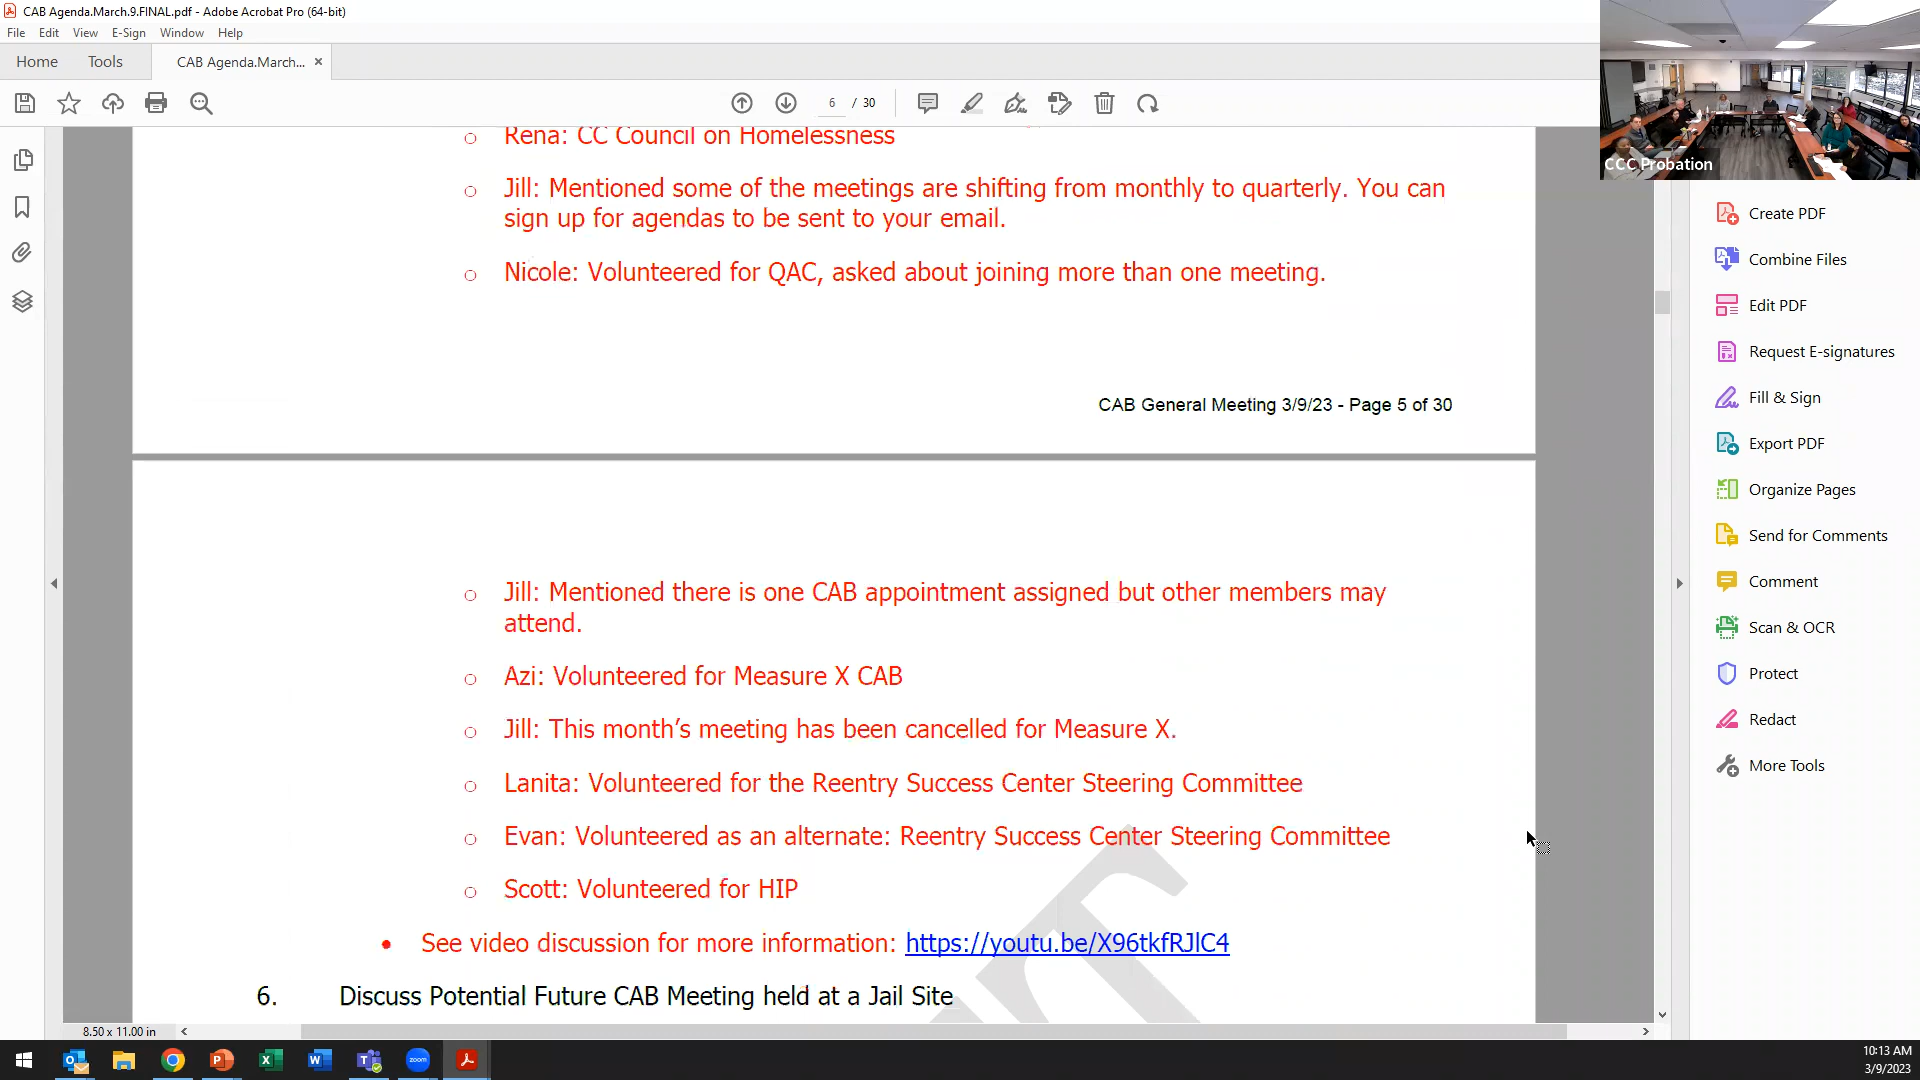 CAB Agenda.March.9.FINAL.pdf - Adobe Acrobat Pro (64-bit)
File Edit View E-Sign Window Help
Home Tools CAB Agenda.March... ×
6 / 30
CCC Probation
Rena: CC Council on Homelessness
Jill: Mentioned some of the meetings are shifting from monthly to quarterly. You can
sign up for agendas to be sent to your email.
Nicole: Volunteered for QAC, asked about joining more than one meeting.
CAB General Meeting 3/9/23 - Page 5 of 30
Jill: Mentioned there is one CAB appointment assigned but other members may
attend.
Azi: Volunteered for Measure X CAB
Jill: This month’s meeting has been cancelled for Measure X.
Lanita: Volunteered for the Reentry Success Center Steering Committee
Evan: Volunteered as an alternate: Reentry Success Center Steering Committee
Scott: Volunteered for HIP
See video discussion for more information: https://youtu.be/X96tkfRJlC4
6. Discuss Potential Future CAB Meeting held at a Jail Site
Create PDF
Combine Files
Edit PDF
Request E-signatures
Fill & Sign
Export PDF
Organize Pages
Send for Comments
Comment
Scan & OCR
Protect
Redact
More Tools
8.50 x 11.00 in
zoom
10:13 AM
3/9/2023